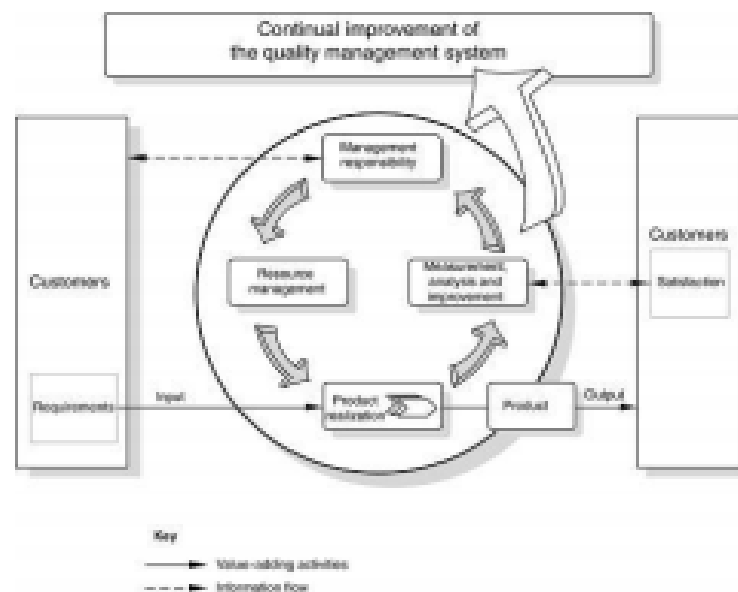 Continual improvement of
the quality management system
Management
responsibility
Customers
Resource
management
Measurement,
analysis and
improvement
Customers
Satisfaction
Requirements
Input
Product
realization
Product
Output
Key
Value-adding activities
Information flow